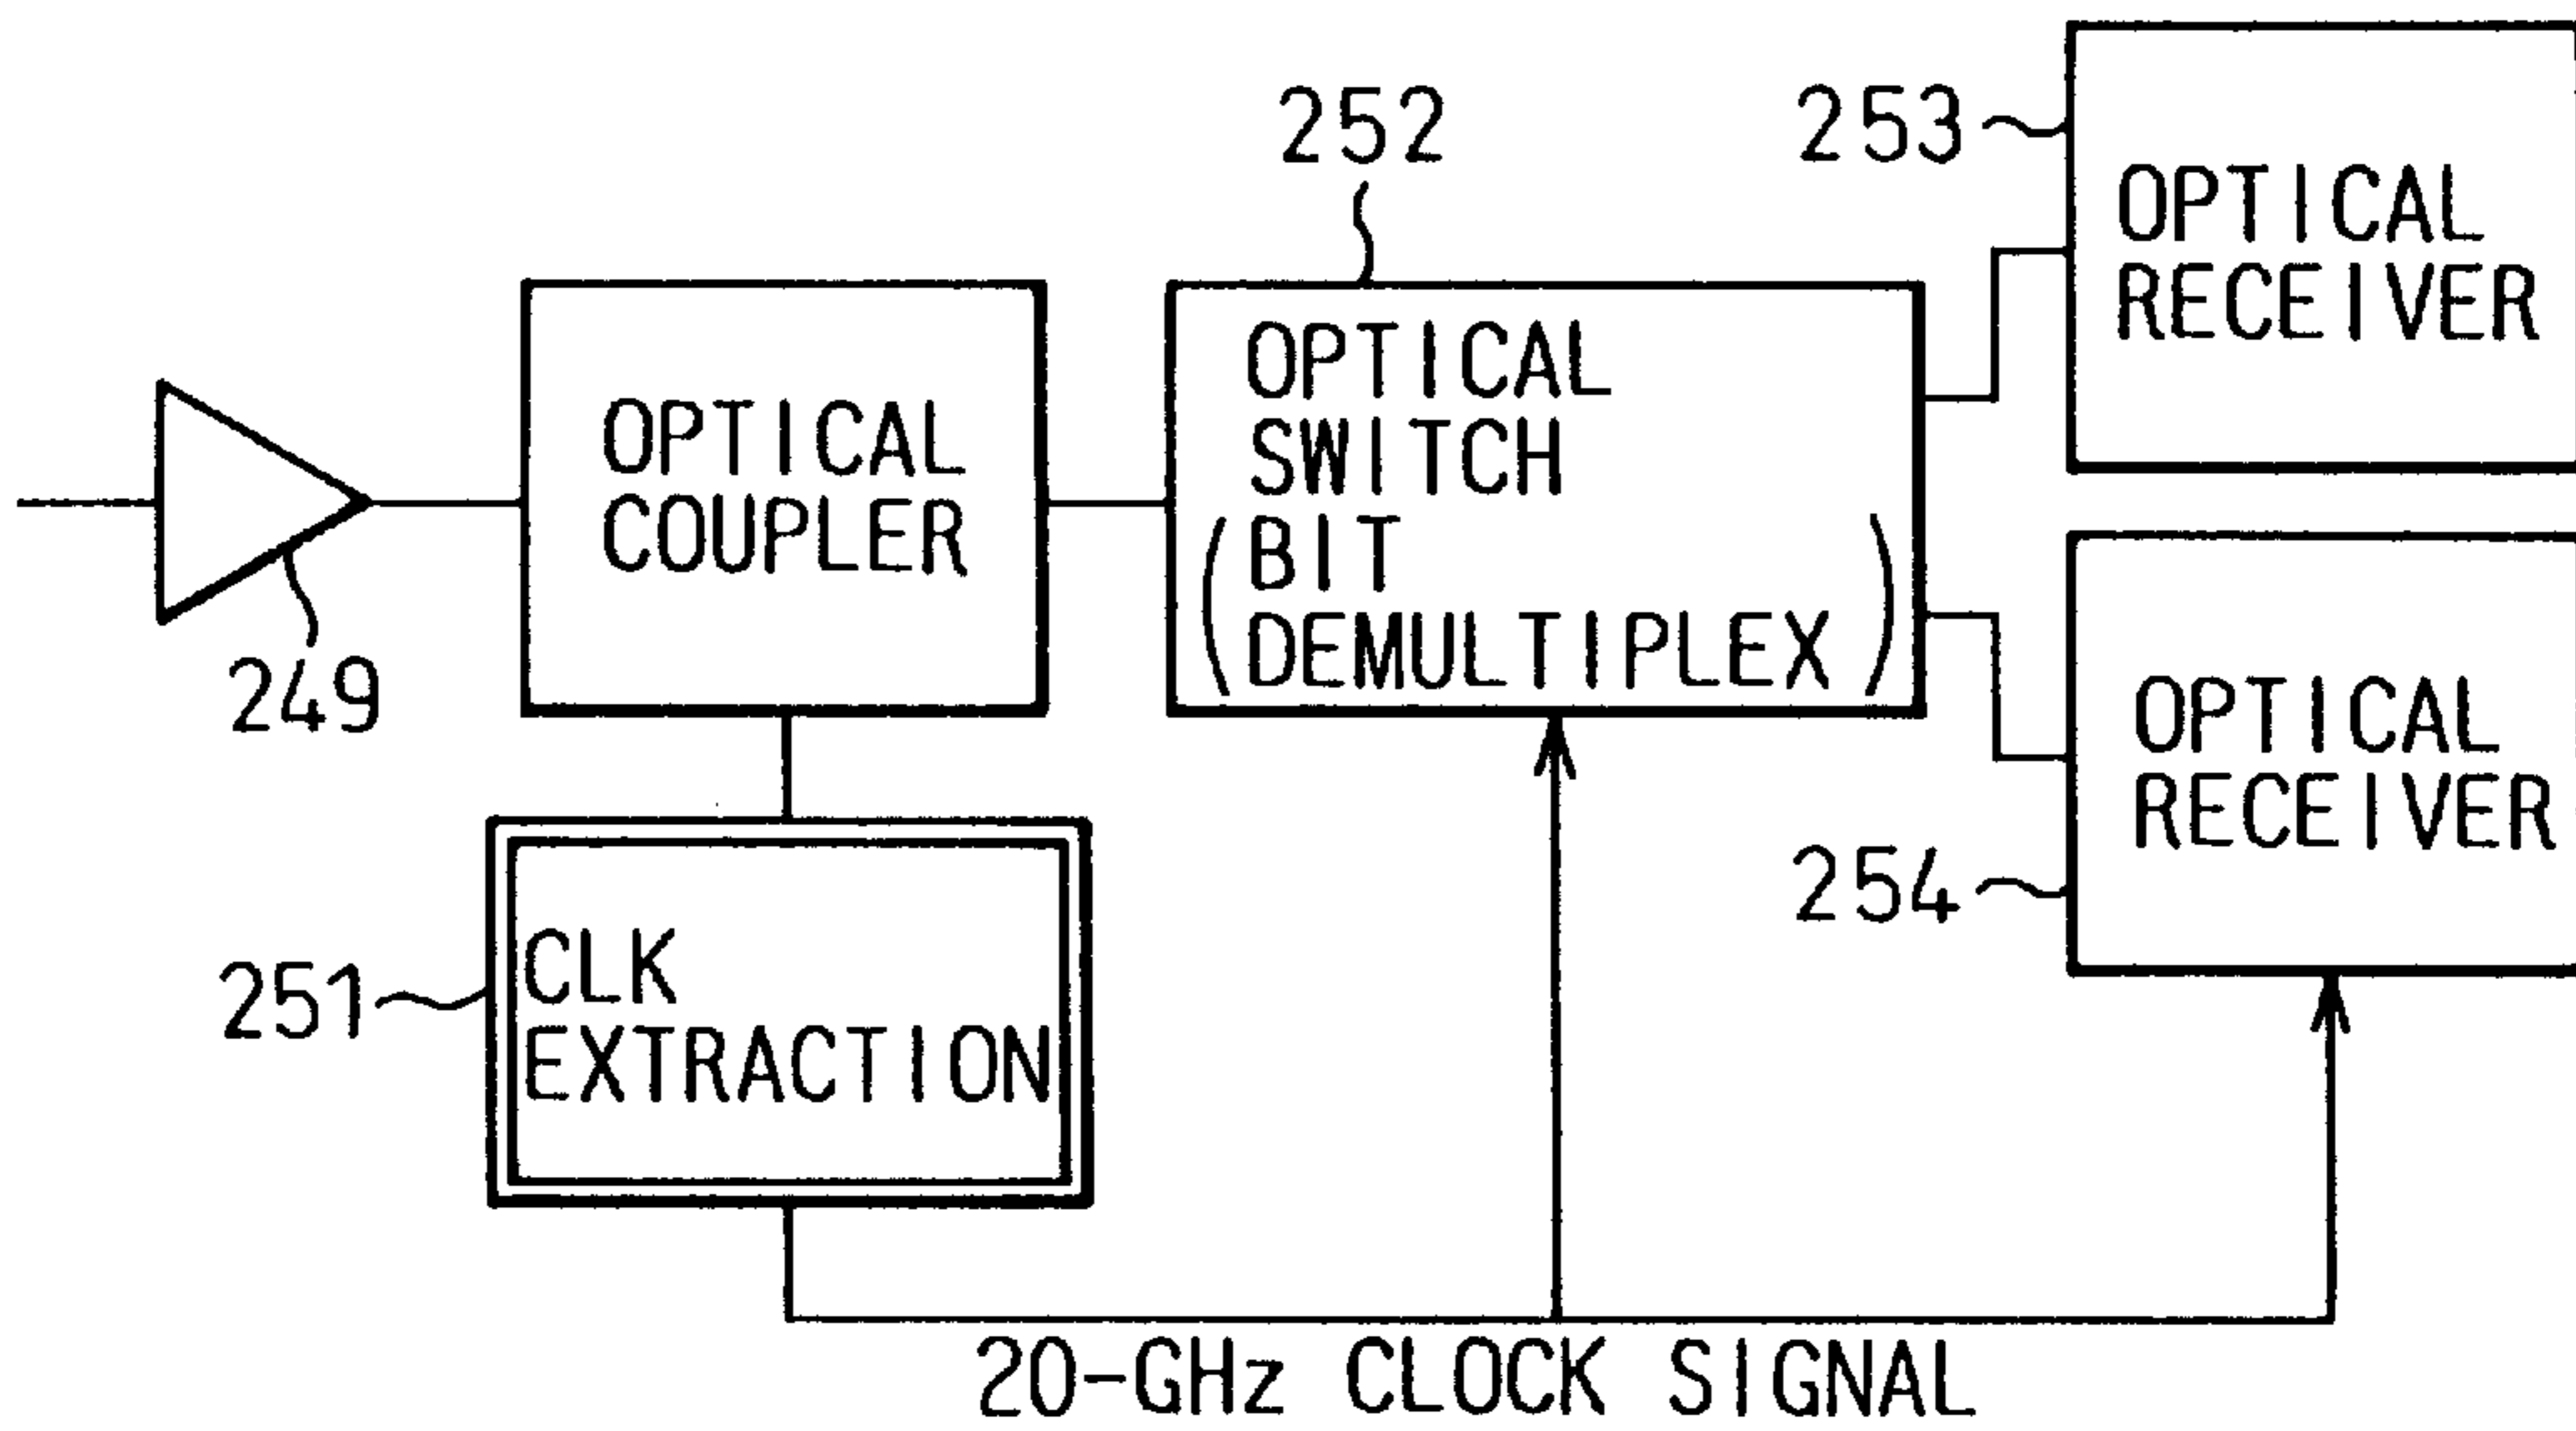 252
253
OPTICAL
RECEIVER
OPTICAL
COUPLER
OPTICAL
SWITCH
(BIT
DEMULTIPLEX)
249
OPTICAL
RECEIVER
254
251
CLK
EXTRACTION
20-GHz CLOCK SIGNAL